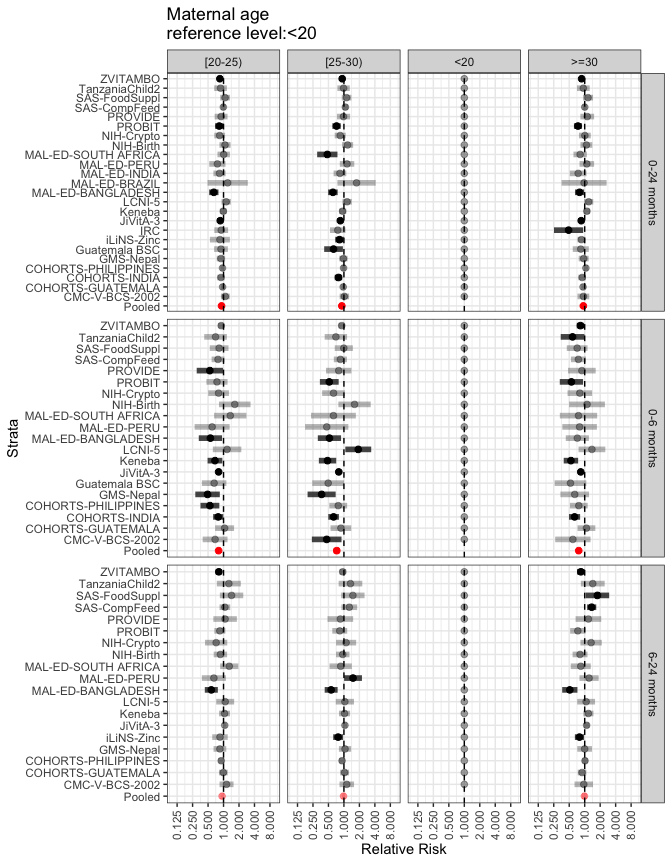 Maternal age
reference level:<20
[20-25)
[25-30)
<20
>=30
Strata
ZVITAMBO
TanzaniaChild2
SAS-FoodSuppl
SAS-CompFeed
PROVIDE
PROBIT
NIH-Crypto
NIH-Birth
MAL-ED-SOUTH AFRICA
MAL-ED-PERU
MAL-ED-INDIA
MAL-ED-BRAZIL
MAL-ED-BANGLADESH
LCNI-5
Keneba
JiVitA-3
IRC
iLiNS-Zinc
Guatemala BSC
GMS-Nepal
COHORTS-PHILIPPINES
COHORTS-INDIA
COHORTS-GUATEMALA
CMC-V-BCS-2002
Pooled
0-24 months
ZVITAMBO
TanzaniaChild2
SAS-FoodSuppl
SAS-CompFeed
PROVIDE
PROBIT
NIH-Crypto
NIH-Birth
MAL-ED-SOUTH AFRICA
MAL-ED-PERU
MAL-ED-BANGLADESH
LCNI-5
Keneba
JiVitA-3
Guatemala BSC
GMS-Nepal
COHORTS-PHILIPPINES
COHORTS-INDIA
COHORTS-GUATEMALA
CMC-V-BCS-2002
Pooled
0-6 months
ZVITAMBO
TanzaniaChild2
SAS-FoodSuppl
SAS-CompFeed
PROVIDE
PROBIT
NIH-Crypto
NIH-Birth
MAL-ED-SOUTH AFRICA
MAL-ED-PERU
MAL-ED-BANGLADESH
LCNI-5
Keneba
JiVitA-3
iLiNS-Zinc
GMS-Nepal
COHORTS-PHILIPPINES
COHORTS-GUATEMALA
CMC-V-BCS-2002
Pooled
6-24 months
0.125 0.250 0.500 1.000 2.000 4.000 8.000
0.125 0.250 0.500 1.000 2.000 4.000 8.000
0.125 0.250 0.500 1.000 2.000 4.000 8.000
0.125 0.250 0.500 1.000 2.000 4.000 8.000
Relative Risk